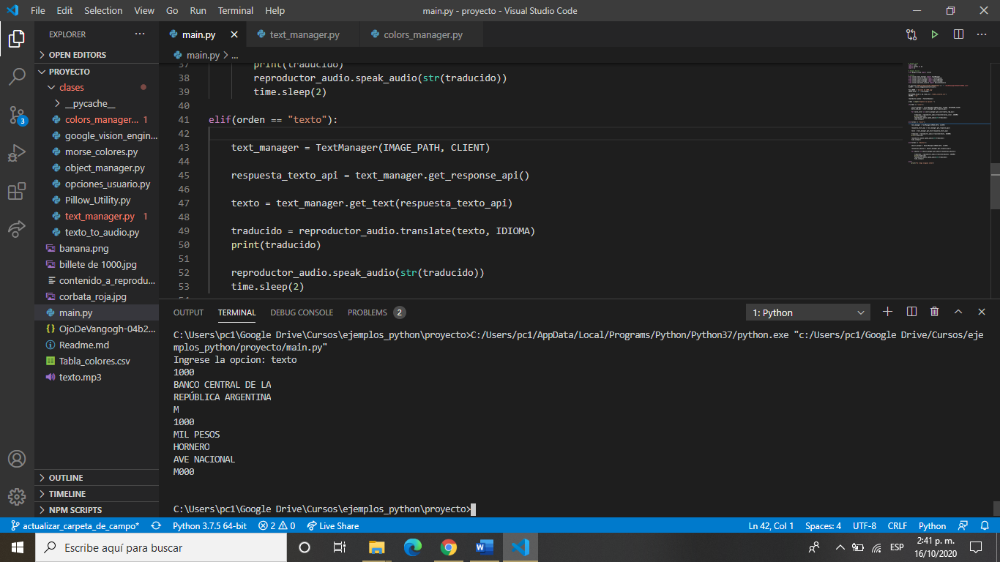 File Edit Selection View Go Run Terminal Help
main.py - proyecto - Visual Studio Code
EXPLORER
OPEN EDITORS
PROYECTO
clases
__pycache__
colors_manager... 1
google_vision_engin...
morse_colores.py
object_manager.py
opciones_usuario.py
Pillow_Utility.py
text_manager.py 1
texto_to_audio.py
banana.png
billete de 1000.jpg
contenido_a_reprodu...
corbata_roja.jpg
main.py
OjoDeVangogh-04b2...
Readme.md
Tabla_colores.csv
texto.mp3
OUTLINE
TIMELINE
NPM SCRIPTS
3
main.py text_manager.py colors_manager.py
main.py > ...
37 print(traducido)
38 reproductor_audio.speak_audio(str(traducido))
39 time.sleep(2)
40
41 elif(orden == "texto"):
42
43 text_manager = TextManager(IMAGE_PATH, CLIENT)
44
45 respuesta_texto_api = text_manager.get_response_api()
46
47 texto = text_manager.get_text(respuesta_texto_api)
48
49 traducido = reproductor_audio.translate(texto, IDIOMA)
50 print(traducido)
51
52 reproductor_audio.speak_audio(str(traducido))
53 time.sleep(2)
54
OUTPUT TERMINAL DEBUG CONSOLE PROBLEMS 2
1: Python
C:\Users\pc1\Google Drive\Cursos\ejemplos_python\proyecto>C:/Users/pc1/AppData/Local/Programs/Python/Python37/python.exe "c:/Users/pc1/Google Drive/Cursos/eje
mplos_python/proyecto/main.py"
Ingrese la opcion: texto
1000
BANCO CENTRAL DE LA
REPÚBLICA ARGENTINA
M
1000
MIL PESOS
HORNERO
AVE NACIONAL
M000
C:\Users\pc1\Google Drive\Cursos\ejemplos_python\proyecto>
actualizar_carpeta_de_campo* Python 3.7.5 64-bit 2 0 Live Share
Ln 42, Col 1 Spaces: 4 UTF-8 CRLF Python
Escribe aquí para buscar
ESP
2:41 p. m.
16/10/2020